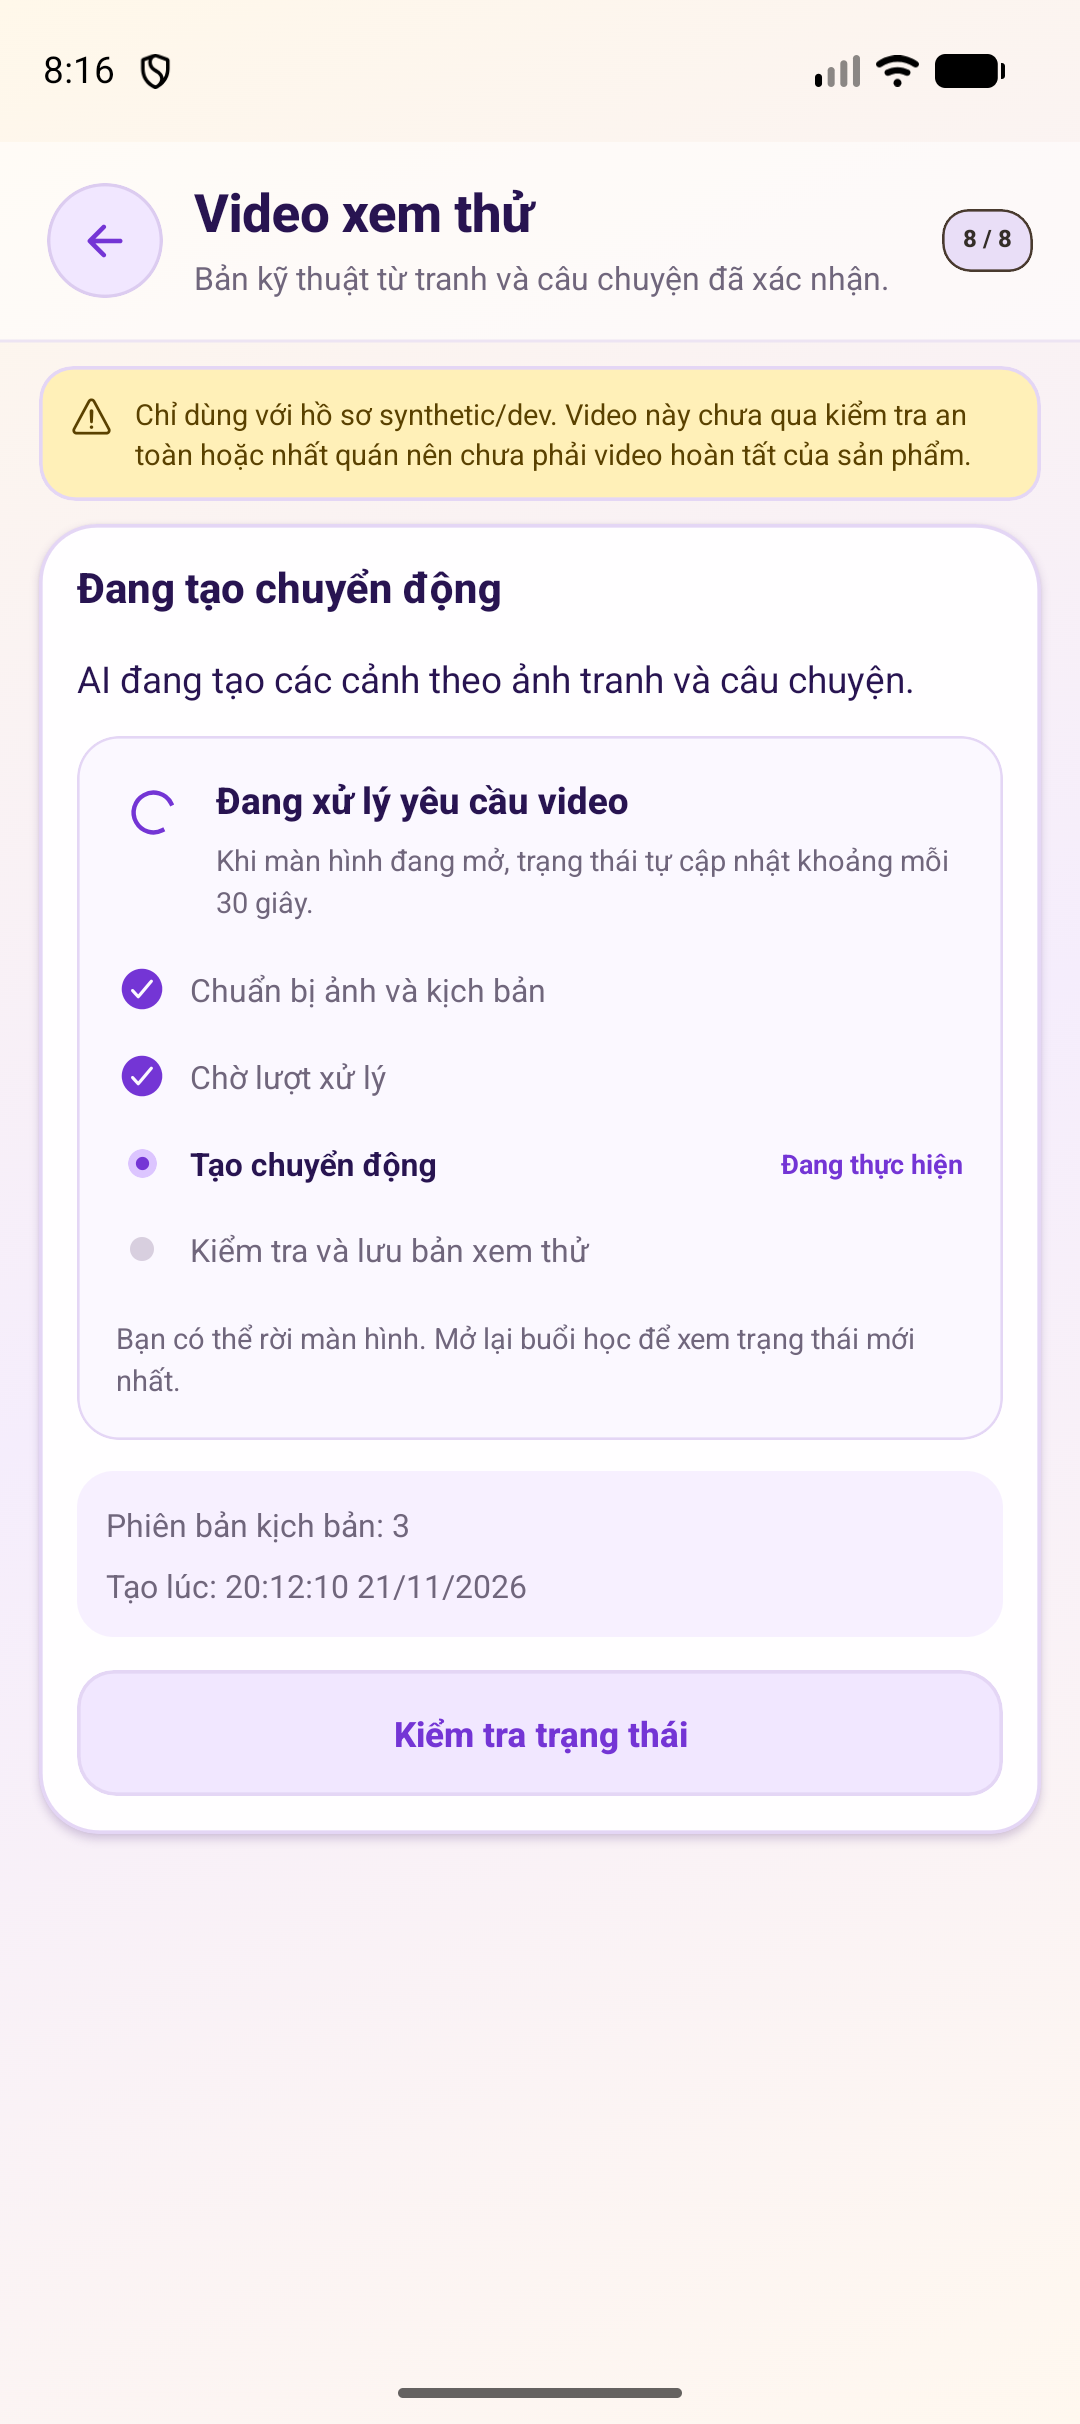 8:16
Video xem thử
Bản kỹ thuật từ tranh và câu chuyện đã xác nhận.
8 / 8
Chỉ dùng với hồ sơ synthetic/dev. Video này chưa qua kiểm tra an
toàn hoặc nhất quán nên chưa phải video hoàn tất của sản phẩm.
Đang tạo chuyển động
AI đang tạo các cảnh theo ảnh tranh và câu chuyện.
Đang xử lý yêu cầu video
Khi màn hình đang mở, trạng thái tự cập nhật khoảng mỗi
30 giây.
Chuẩn bị ảnh và kịch bản
Chờ lượt xử lý
Tạo chuyển động
Đang thực hiện
Kiểm tra và lưu bản xem thử
Bạn có thể rời màn hình. Mở lại buổi học để xem trạng thái mới
nhất.
Phiên bản kịch bản: 3
Tạo lúc: 20:12:10 21/11/2026
Kiểm tra trạng thái